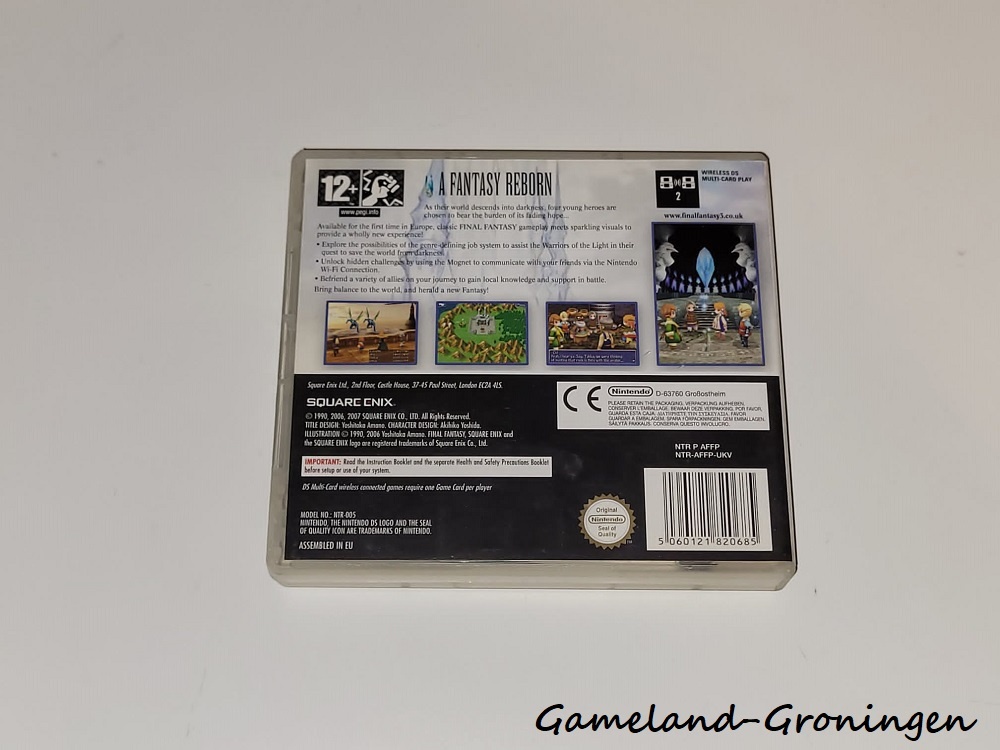 12+
www.pegi.info
A FANTASY REBORN
As their world descends into darkness, four young heroes are
chosen to bear the burden of its fading hope...
Available for the first time in Europe, classic FINAL FANTASY gameplay meets sparkling visuals to
provide a wholly new experience!
• Explore the possibilities of the genre-defining job system to assist the Warriors of the Light in their
quest to save the world from darkness.
• Unlock hidden challenges by using the Mognet to communicate with your friends via the Nintendo
Wi-Fi Connection.
• Befriend a variety of allies on your journey to gain local knowledge and support in battle.
Bring balance to the world, and herald a new Fantasy!
2
WIRELESS DS
MULTI-CARD PLAY
www.finalfantasy3.co.uk
Square Enix Ltd., 2nd Floor, Castle House, 37-45 Paul Street, London EC2A 4LS.
SQUARE ENIX
© 1990, 2006, 2007 SQUARE ENIX CO., LTD. All Rights Reserved.
TITLE DESIGN: Yoshitaka Amano. CHARACTER DESIGN: Akihiko Yoshida.
ILLUSTRATION © 1990, 2006 Yoshitaka Amano. FINAL FANTASY, SQUARE ENIX and
the SQUARE ENIX logo are registered trademarks of Square Enix Co., Ltd.
IMPORTANT: Read the Instruction Booklet and the separate Health and Safety Precautions Booklet
before setup or use of your system.
DS Multi-Card wireless connected games require one Game Card per player
MODEL NO.: NTR-005
NINTENDO, THE NINTENDO DS LOGO AND THE SEAL
OF QUALITY ICON ARE TRADEMARKS OF NINTENDO.
ASSEMBLED IN EU
CE
Nintendo D-63760 Großostheim
PLEASE RETAIN THE PACKAGING. VERPACKUNG AUFHEBEN.
CONSERVER L'EMBALLAGE. BEWAAR DEZE VERPAKKING. POR FAVOR,
GUARDA ESTA CAJA. ΔΙΑΤΗΡΗΣΤΕ ΤΗ ΣΥΣΚΕΥΑΣΙΑ. POR FAVOR
GUARDAR A EMBALAGEM. SPARA FÖRPACKNINGEN. GEM EMBALLAGEN.
SÄILYTÄ PAKKAUS. CONSERVA QUESTO INVOLUCRO.
NTR P AFFP
NTR-AFFP-UKV
Original
Nintendo
Seal of
Quality
TM
5 060121 820685
Gameland-Groningen